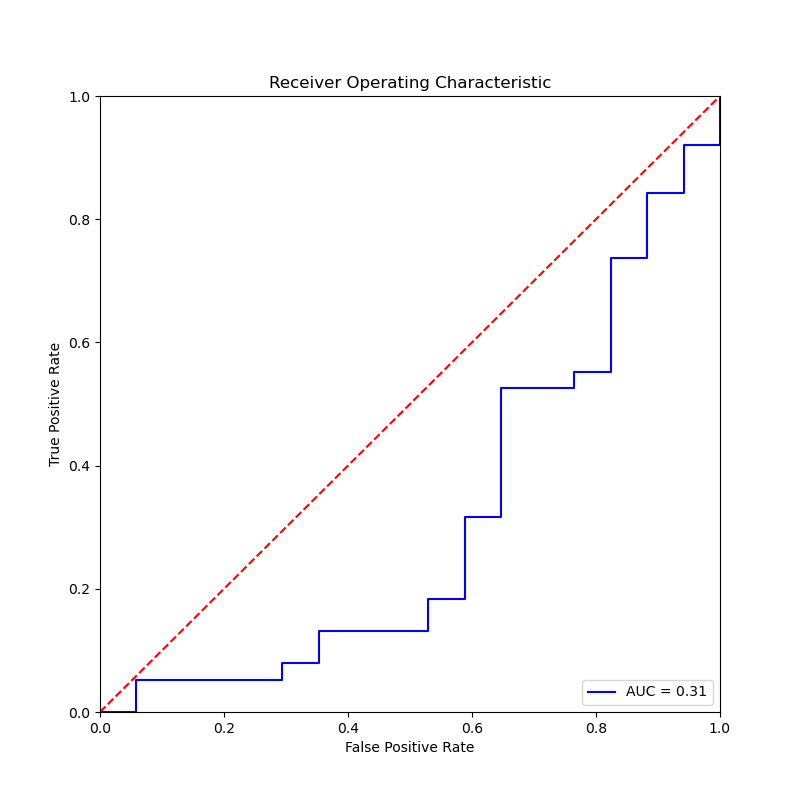 Receiver Operating Characteristic
True Positive Rate
1.0
0.8
0.6
0.4
0.2
0.0
AUC = 0.31
0.0 0.2 0.4 0.6 0.8 1.0
False Positive Rate